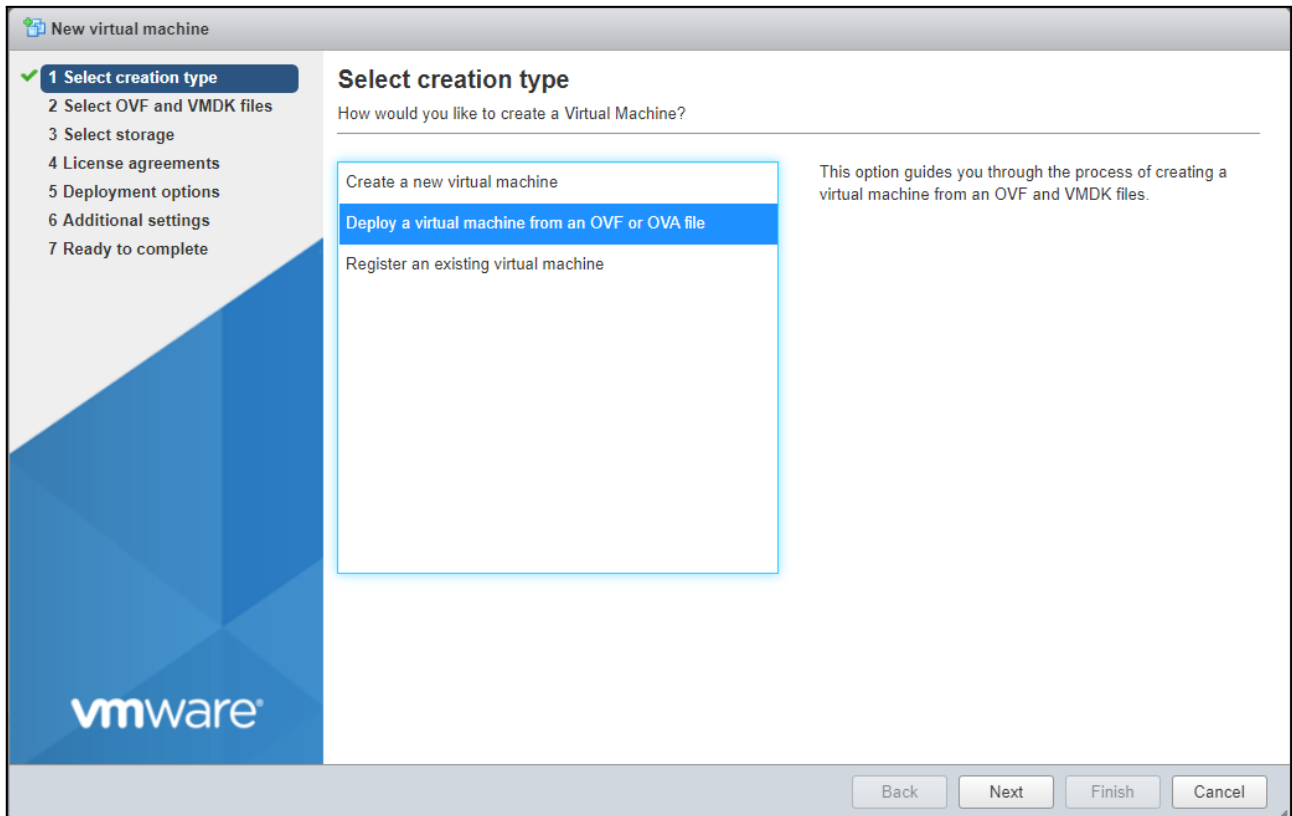 New virtual machine
1 Select creation type
2 Select OVF and VMDK files
3 Select storage
4 License agreements
5 Deployment options
6 Additional settings
7 Ready to complete
vmware®
Select creation type
How would you like to create a Virtual Machine?
Create a new virtual machine
Deploy a virtual machine from an OVF or OVA file
Register an existing virtual machine
This option guides you through the process of creating a
virtual machine from an OVF and VMDK files.
Back Next Finish Cancel